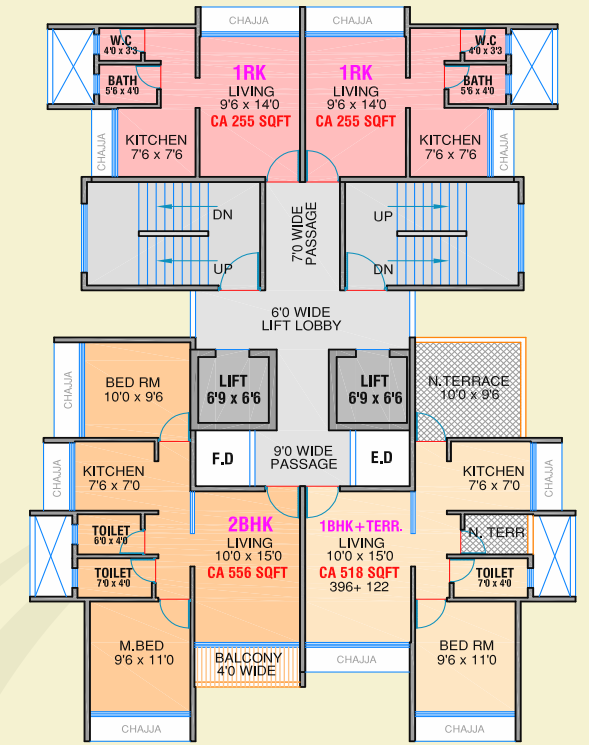 CHAJJA
CHAJJA
W.C
4'0 x 3'3
W.C
4'0 x 3'3
1RK
LIVING
9'6 x 14'0
CA 255 SQFT
1RK
LIVING
9'6 x 14'0
CA 255 SQFT
BATH
5'6 x 4'0
BATH
5'6 x 4'0
CHAJJA
KITCHEN
7'6 x 7'6
KITCHEN
7'6 x 7'6
CHAJJA
DN
UP
7'0 WIDE
PASSAGE
UP
DN
6'0 WIDE
LIFT LOBBY
CHAJJA
BED RM
10'0 x 9'6
LIFT
6'9 x 6'6
LIFT
6'9 x 6'6
N.TERRACE
10'0 x 9'6
F.D
9'0 WIDE
PASSAGE
E.D
CHAJJA
KITCHEN
7'6 x 7'0
KITCHEN
7'6 x 7'0
CHAJJA
TOILET
6'0 x 4'0
2BHK
LIVING
10'0 x 15'0
CA 556 SQFT
1BHK+TERR.
LIVING
10'0 x 15'0
CA 518 SQFT
396+ 122
N. TERR
TOILET
7'0 x 4'0
TOILET
7'0 x 4'0
M.BED
9'6 x 11'0
BALCONY
4'0 WIDE
CHAJJA
BED RM
9'6 x 11'0
CHAJJA
CHAJJA